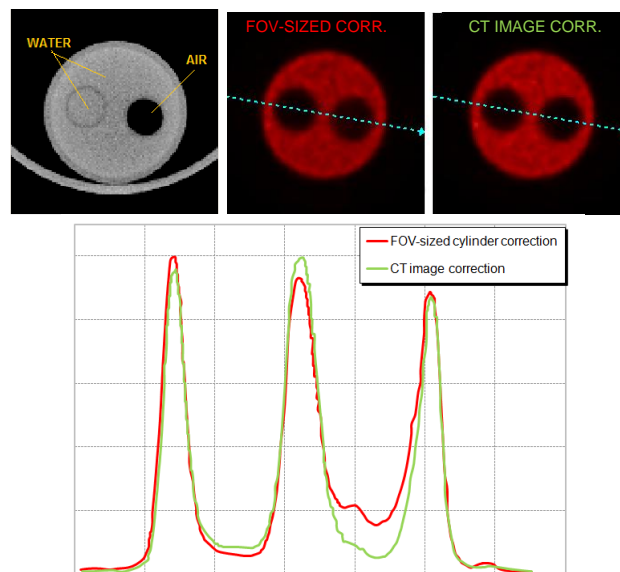 WATER
AIR
FOV-SIZED CORR.
CT IMAGE CORR.
FOV-sized cylinder correction
CT image correction